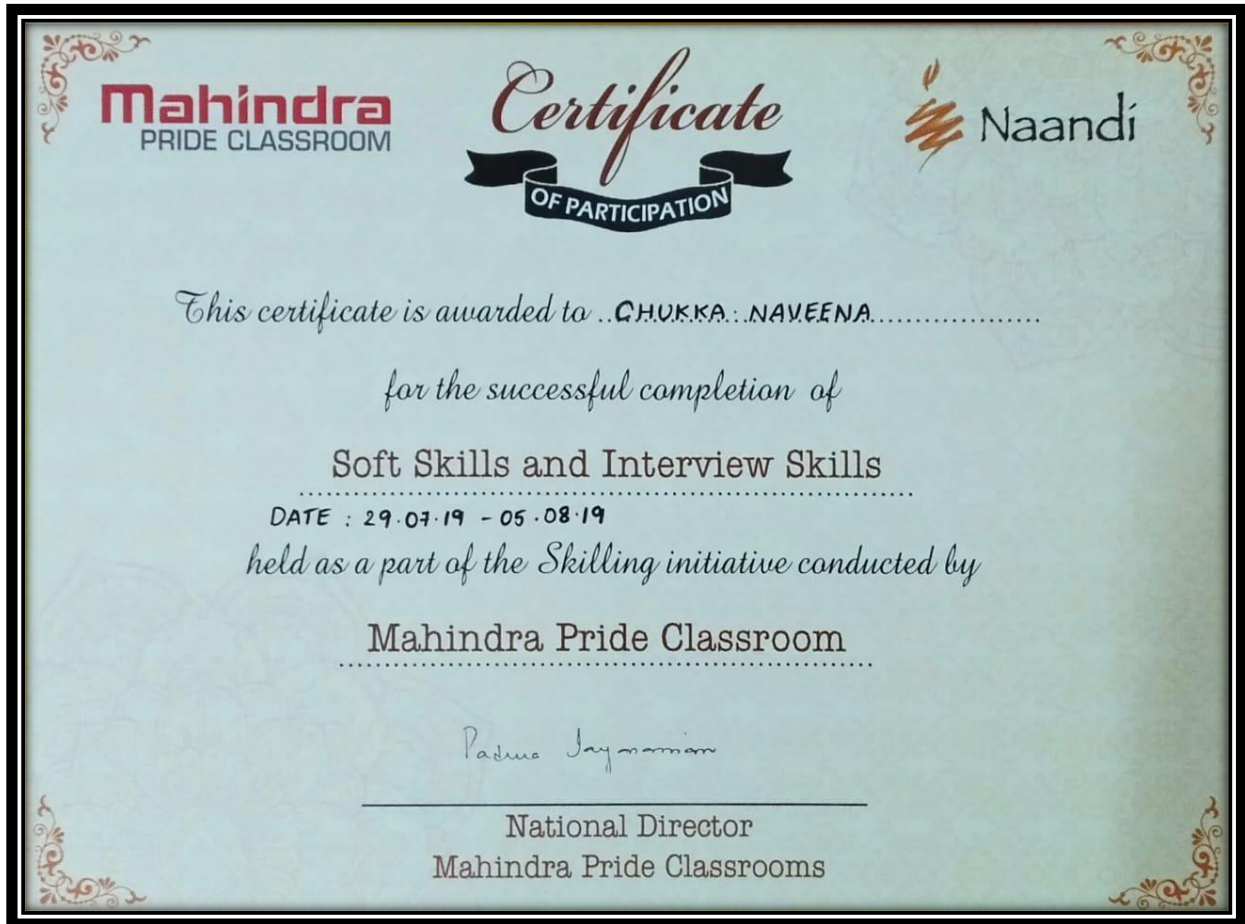 Mahindra
PRIDE CLASSROOM
Certificate
OF PARTICIPATION
Naandi
This certificate is awarded to ..CHUKKA : NAVEENA....................
for the successful completion of
Soft Skills and Interview Skills
DATE : 29.07.19 - 05.08.19
held as a part of the Skilling initiative conducted by
Mahindra Pride Classroom
Padma
National Director
Mahindra Pride Classrooms